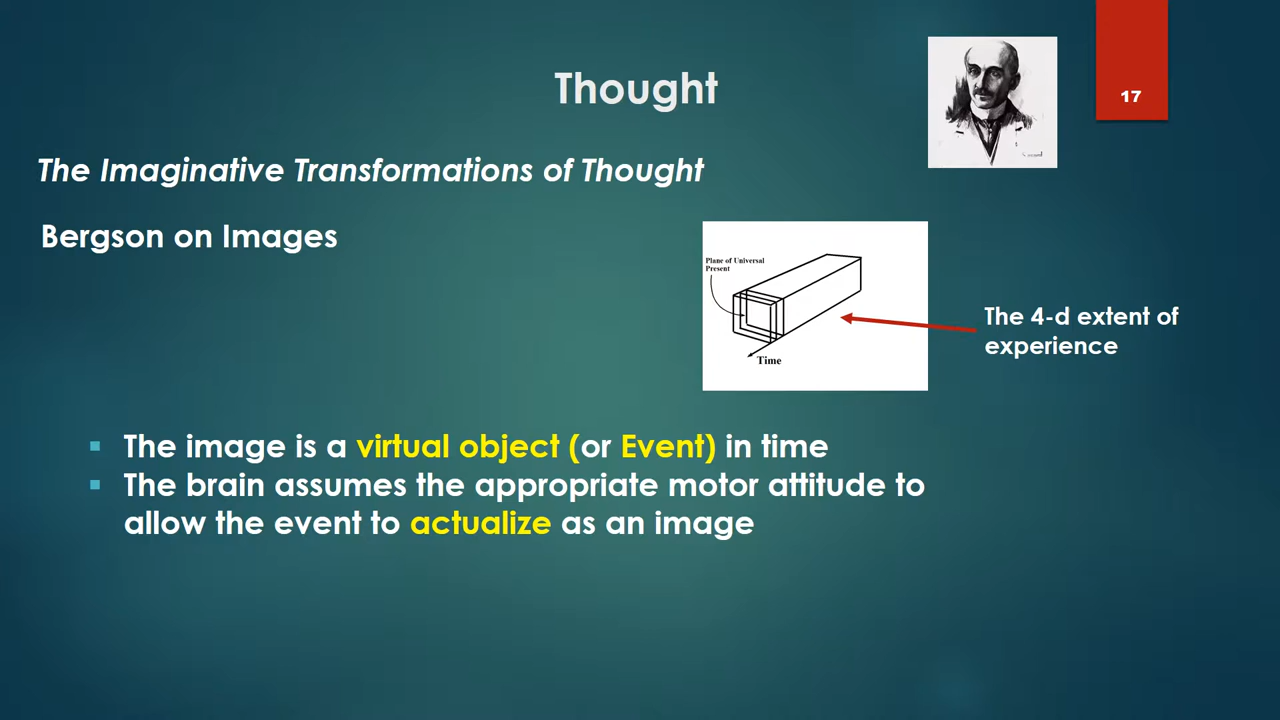 Thought
17
The Imaginative Transformations of Thought
Bergson on Images
Plane of Universal
Present
Time
The 4-d extent of
experience
▪ The image is a virtual object (or Event) in time
▪ The brain assumes the appropriate motor attitude to
allow the event to actualize as an image